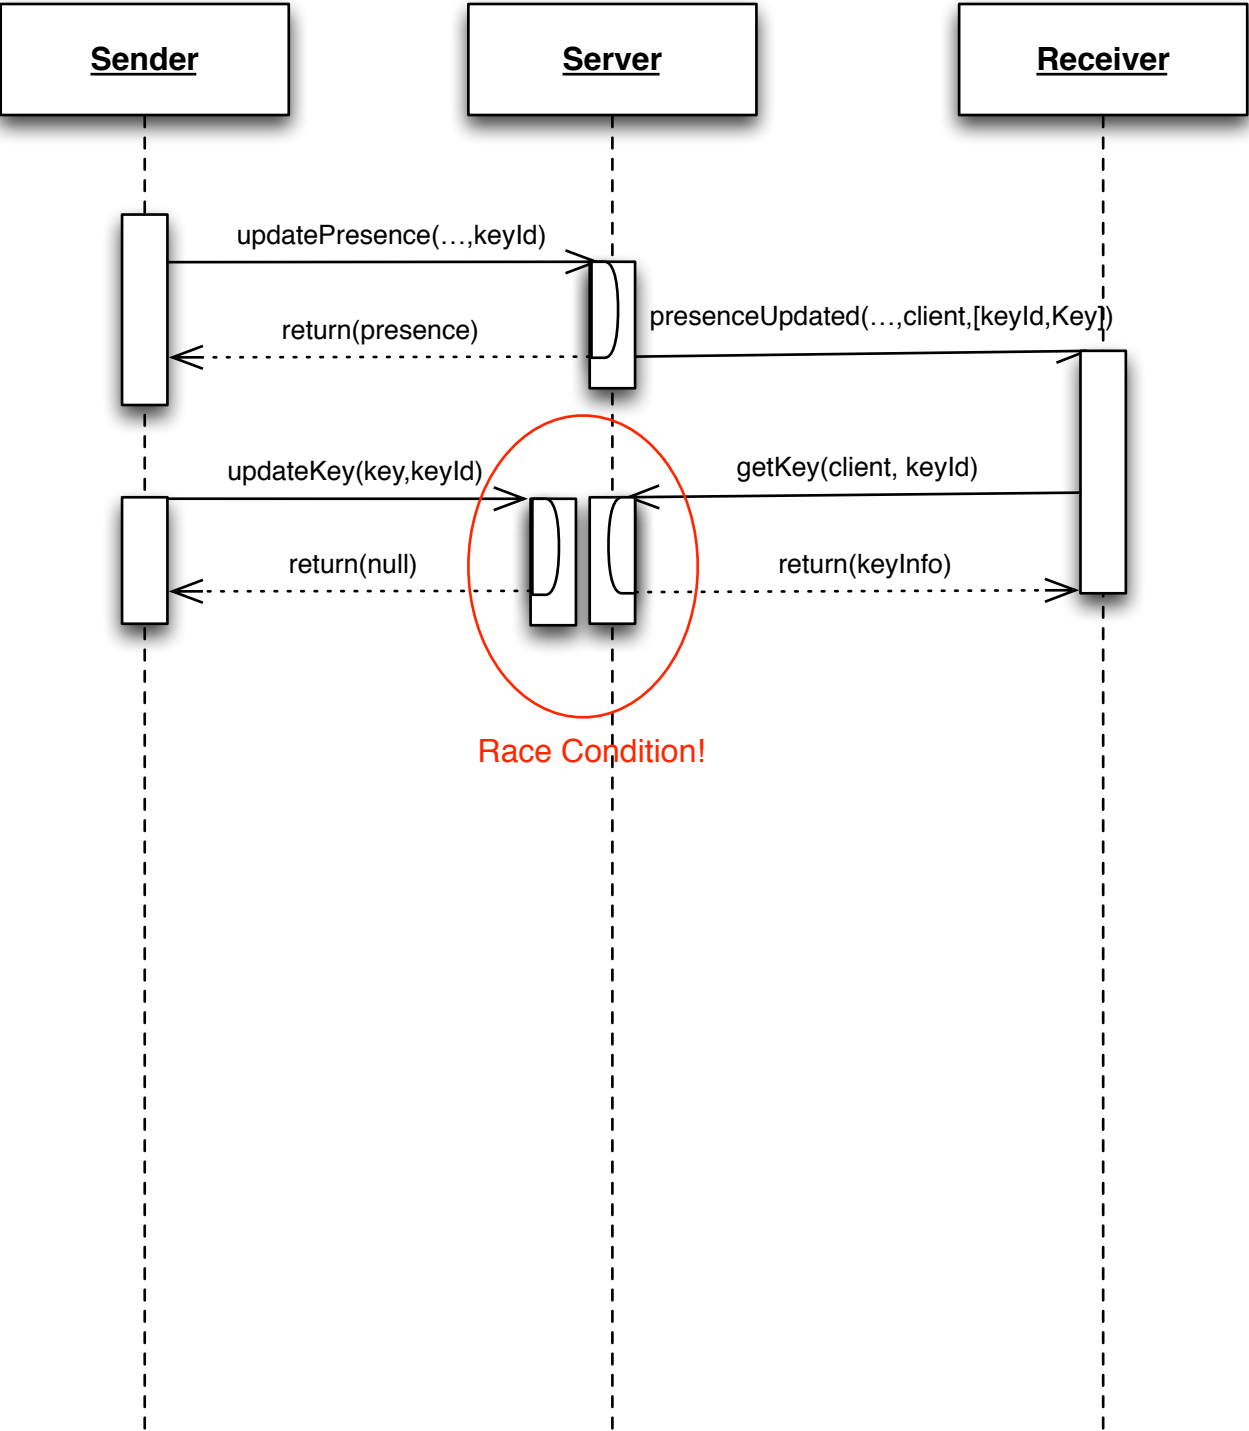 Sender
Server
Receiver
updatePresence(…,keyId)
return(presence)
presenceUpdated(…,client,[keyId,Key])
updateKey(key,keyId)
getKey(client, keyId)
return(null)
return(keyInfo)
Race Condition!